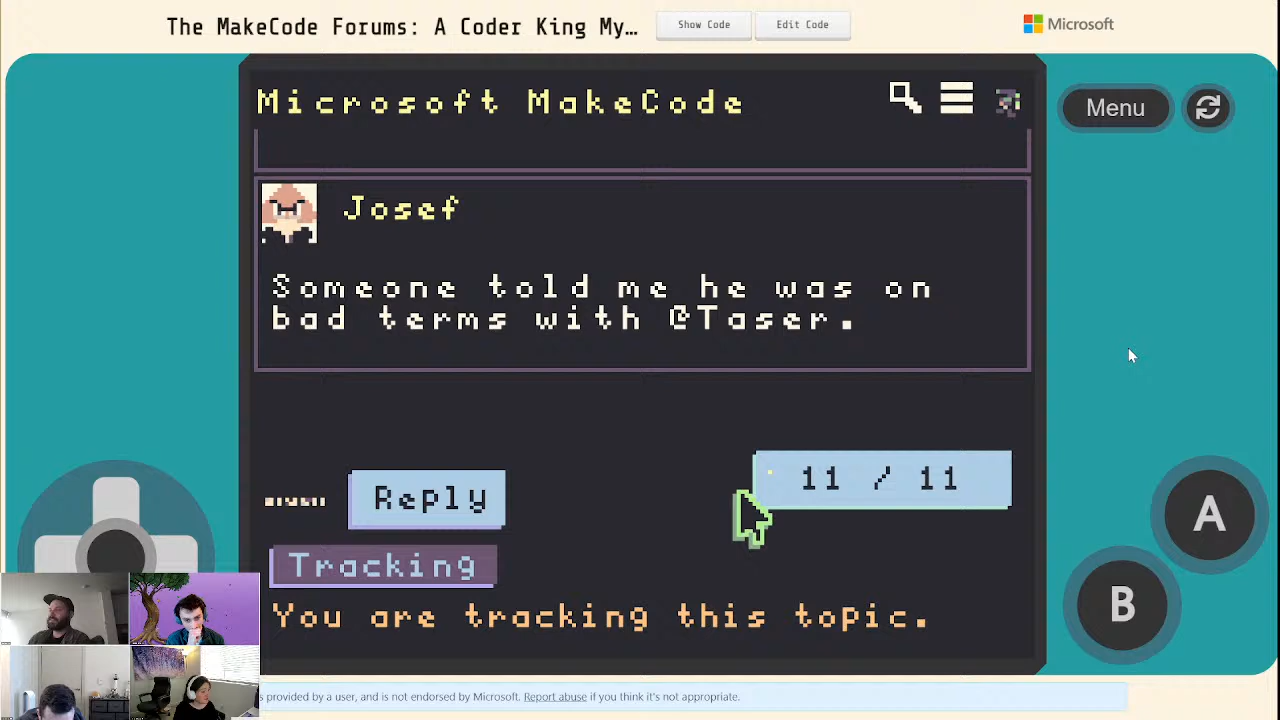 The MakeCode Forums: A Coder King My…
Show Code
Edit Code
Microsoft
Microsoft MakeCode
Menu
Josef
Someone told me he was on
bad terms with @Taser.
11 / 11
Reply
A
Tracking
B
You are tracking this topic.
s provided by a user, and is not endorsed by Microsoft. Report abuse if you think it's not appropriate.